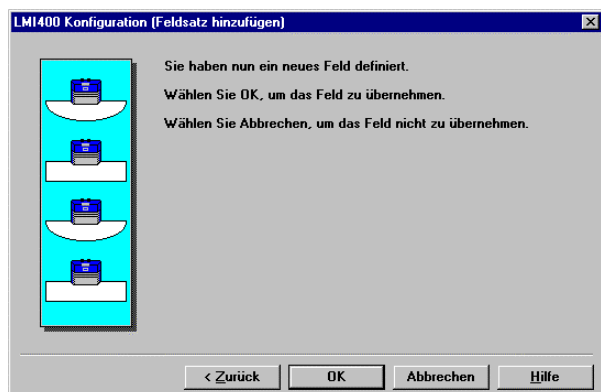 LMI400 Konfiguration (Feldsatz hinzufügen)
Sie haben nun ein neues Feld definiert.
Wählen Sie OK, um das Feld zu übernehmen.
Wählen Sie Abbrechen, um das Feld nicht zu übernehmen.
< Zurück
OK
Abbrechen
Hilfe